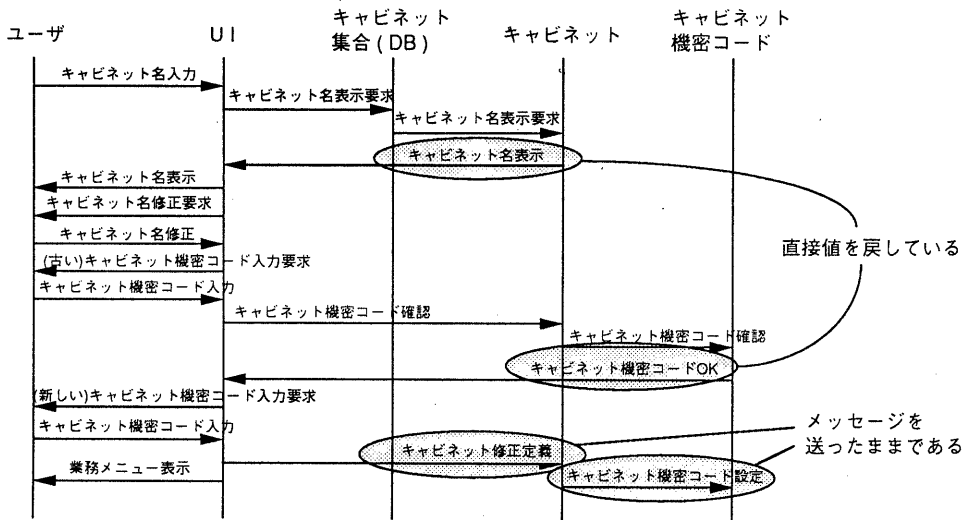 ユーザ
UI
キャビネット
集合(DB)
キャビネット
キャビネット
機密コード
キャビネット名入力
キャビネット名表示要求
キャビネット名表示要求
キャビネット名表示
キャビネット名表示
キャビネット名修正要求
キャビネット名修正
(古い)キャビネット機密コード入力要求
キャビネット機密コード入力
キャビネット機密コード確認
キャビネット機密コード確認
キャビネット機密コードOK
(新しい)キャビネット機密コード入力要求
キャビネット機密コード入力
キャビネット修正定義
業務メニュー表示
キャビネット機密コード設定
直接値を戻している
メッセージを
送ったままである